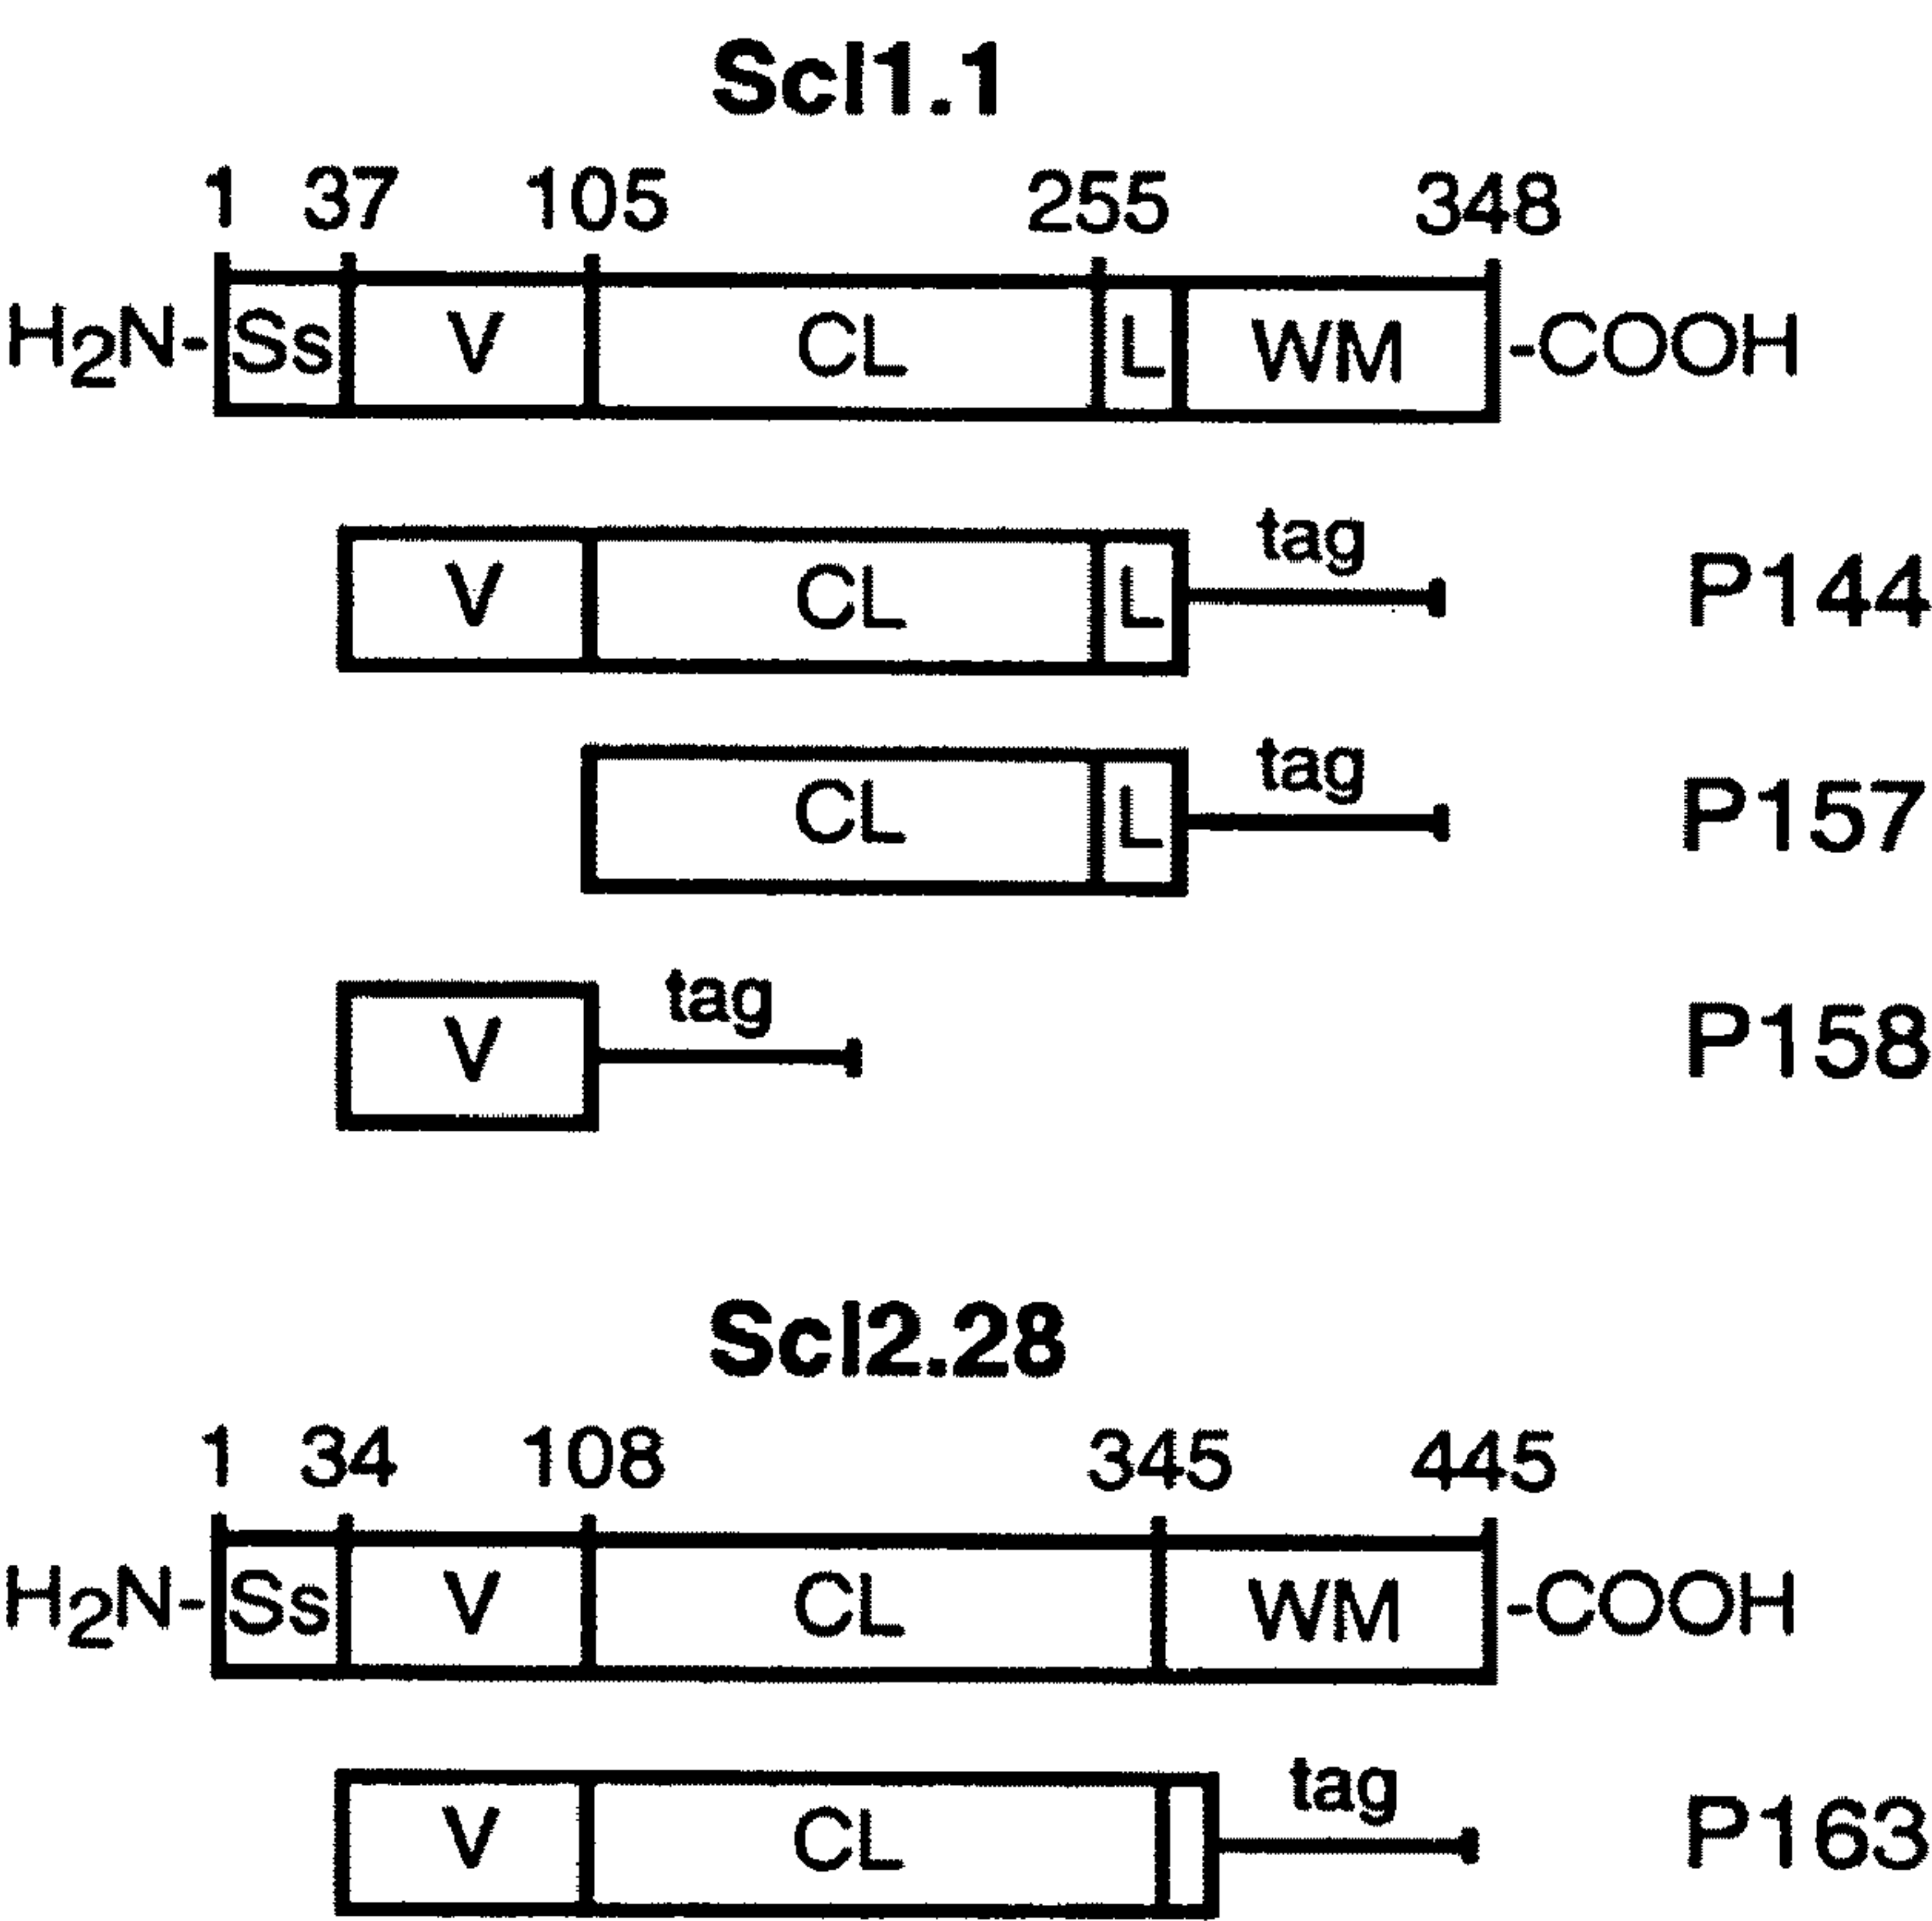 Scl1.1
1 37 105 255 348
H2N- Ss V CL L WM -COOH
V CL L tag P144
CL L tag P157
V tag P158
Scl2.28
1 34 108 345 445
H2N- Ss V CL WM -COOH
V CL tag P163